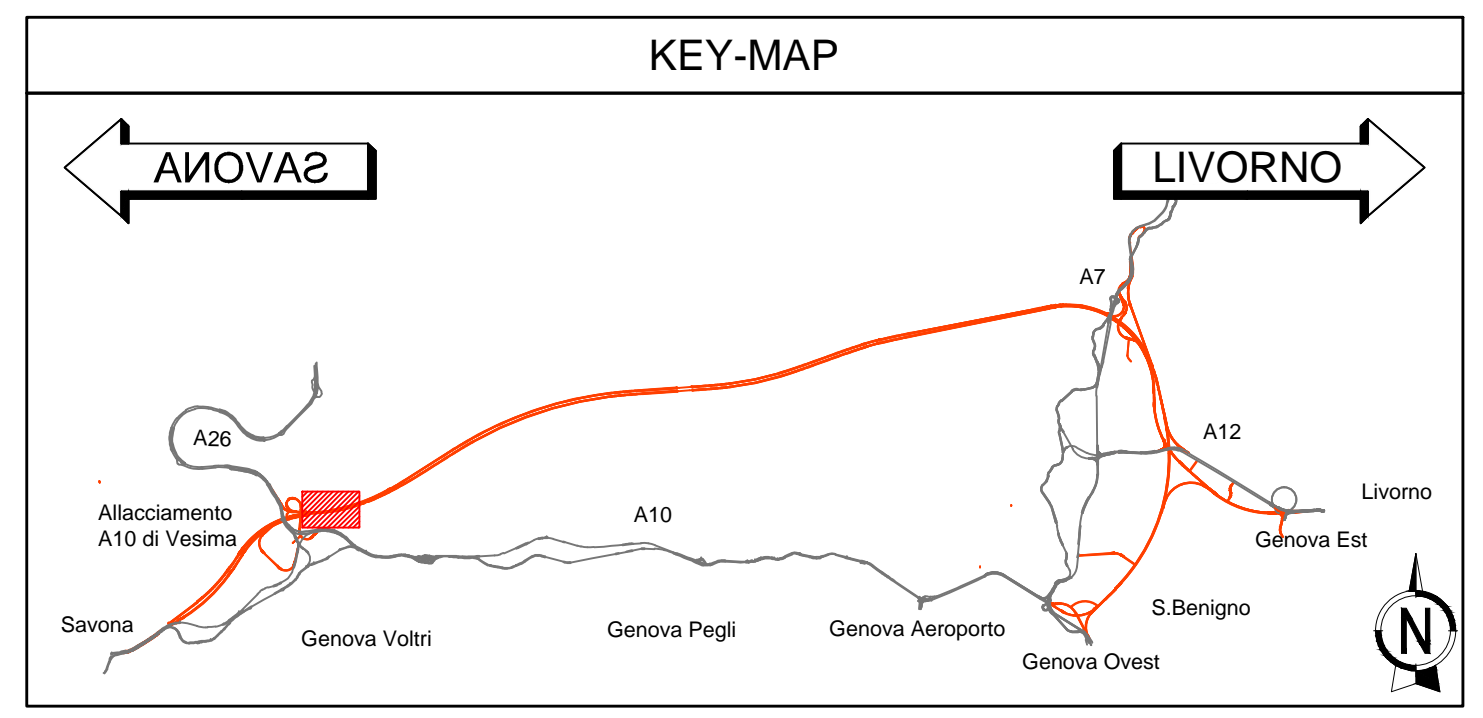 KEY-MAP
SAVONA
LIVORNO
A7
A26
A12
Allacciamento
A10 di Vesima
A10
Livorno
Genova Est
Savona
Genova Voltri
Genova Pegli
Genova Aeroporto
S.Benigno
Genova Ovest
N